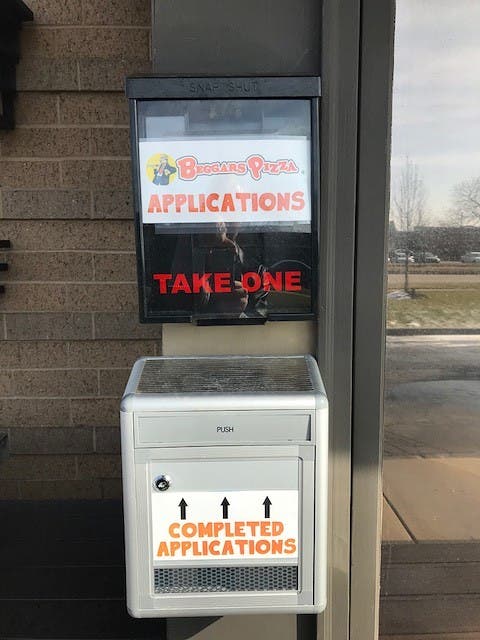 SNAP SHUT
BEGGARS PIZZA
APPLICATIONS
TAKE ONE
PUSH
COMPLETED
APPLICATIONS